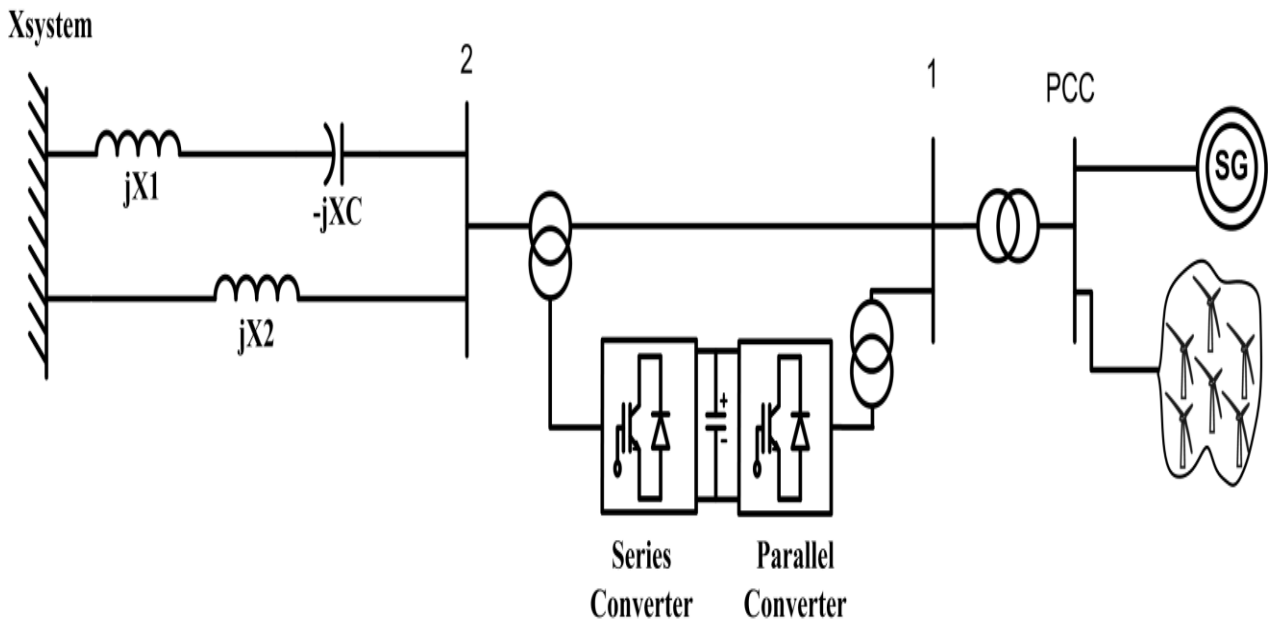 Xsystem
2
1
PCC
SG
jX1
-jXC
jX2
+
-
Series
Converter
Parallel
Converter